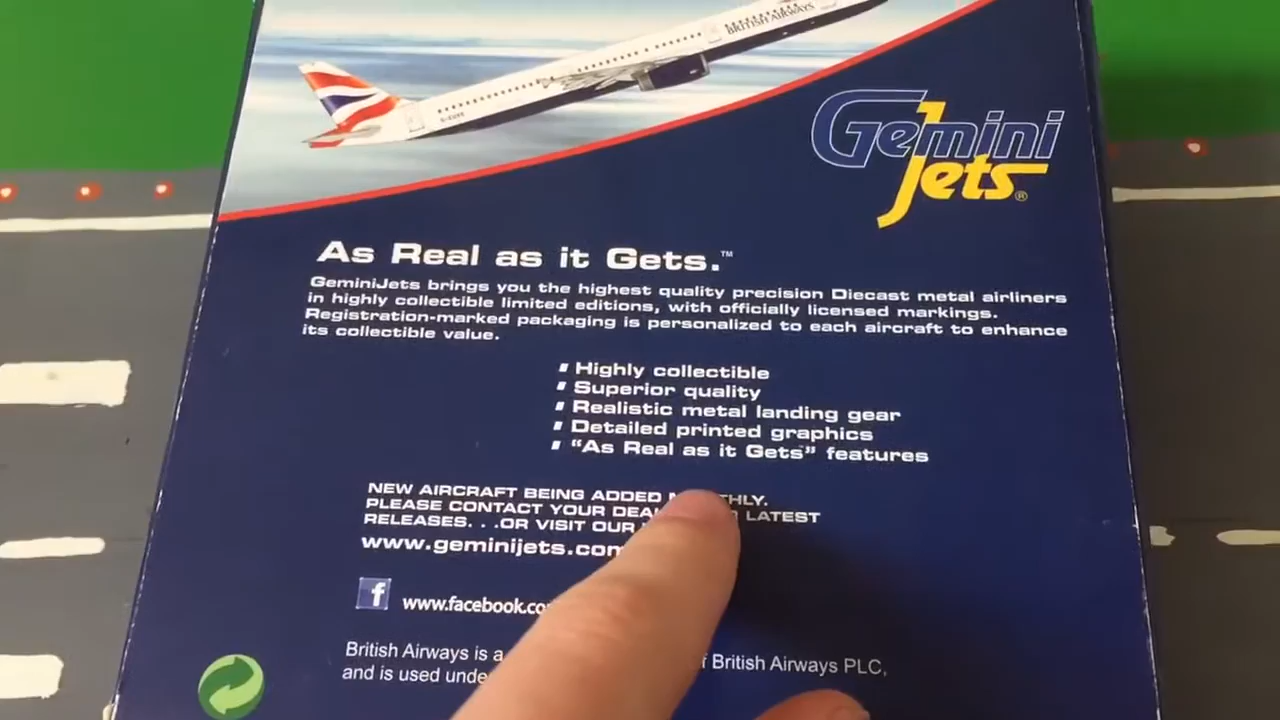 BRITISH AIRWAYS
Gemini
Jets®
As Real as it Gets.™
GeminiJets brings you the highest quality precision Diecast metal airliners
in highly collectible limited editions, with officially licensed markings.
Registration-marked packaging is personalized to each aircraft to enhance
its collectible value.
Highly collectible
Superior quality
Realistic metal landing gear
Detailed printed graphics
"As Real as it Gets" features
NEW AIRCRAFT BEING ADDED
PLEASE CONTACT YOUR LATEST
RELEASES. . .OR VISIT OUR
www.geminijets.com
f www.facebook.co
British Airways is a British Airways PLC,
and is used